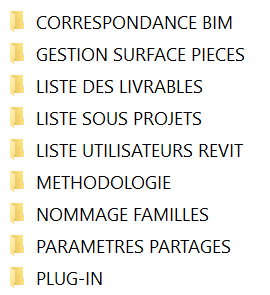 CORRESPONDANCE BIM
GESTION SURFACE PIECES
LISTE DES LIVRABLES
LISTE SOUS PROJETS
LISTE UTILISATEURS REVIT
METHODOLOGIE
NOMMAGE FAMILLES
PARAMETRES PARTAGES
PLUG-IN